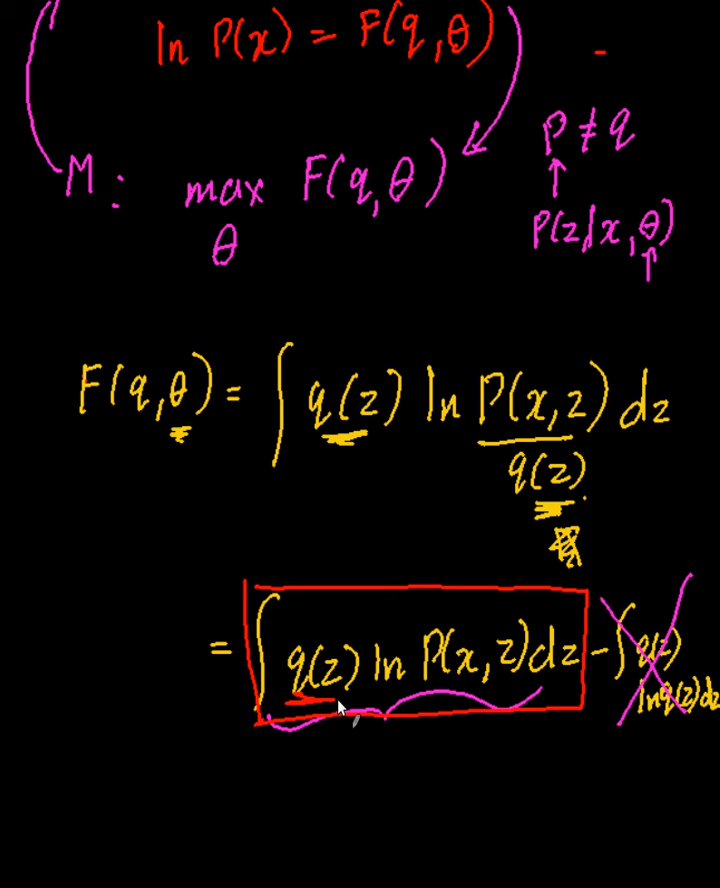 ln P(x) = F(q, θ) -
M: max F(q, θ) P ≠ q
θ P(z|x, θ)
F(q, θ) = ∫ q(z) ln P(x, z) dz
q(z)
= ∫ q(z) ln P(x, z) dz - ∫ q(z)
ln q(z) dz